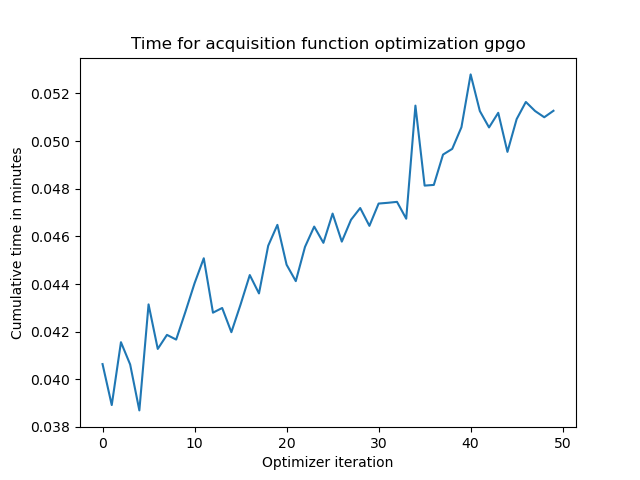 Time for acquisition function optimization gpgo
0.052
0.050
0.048
0.046
0.044
0.042
0.040
0.038
Cumulative time in minutes
0 10 20 30 40 50
Optimizer iteration